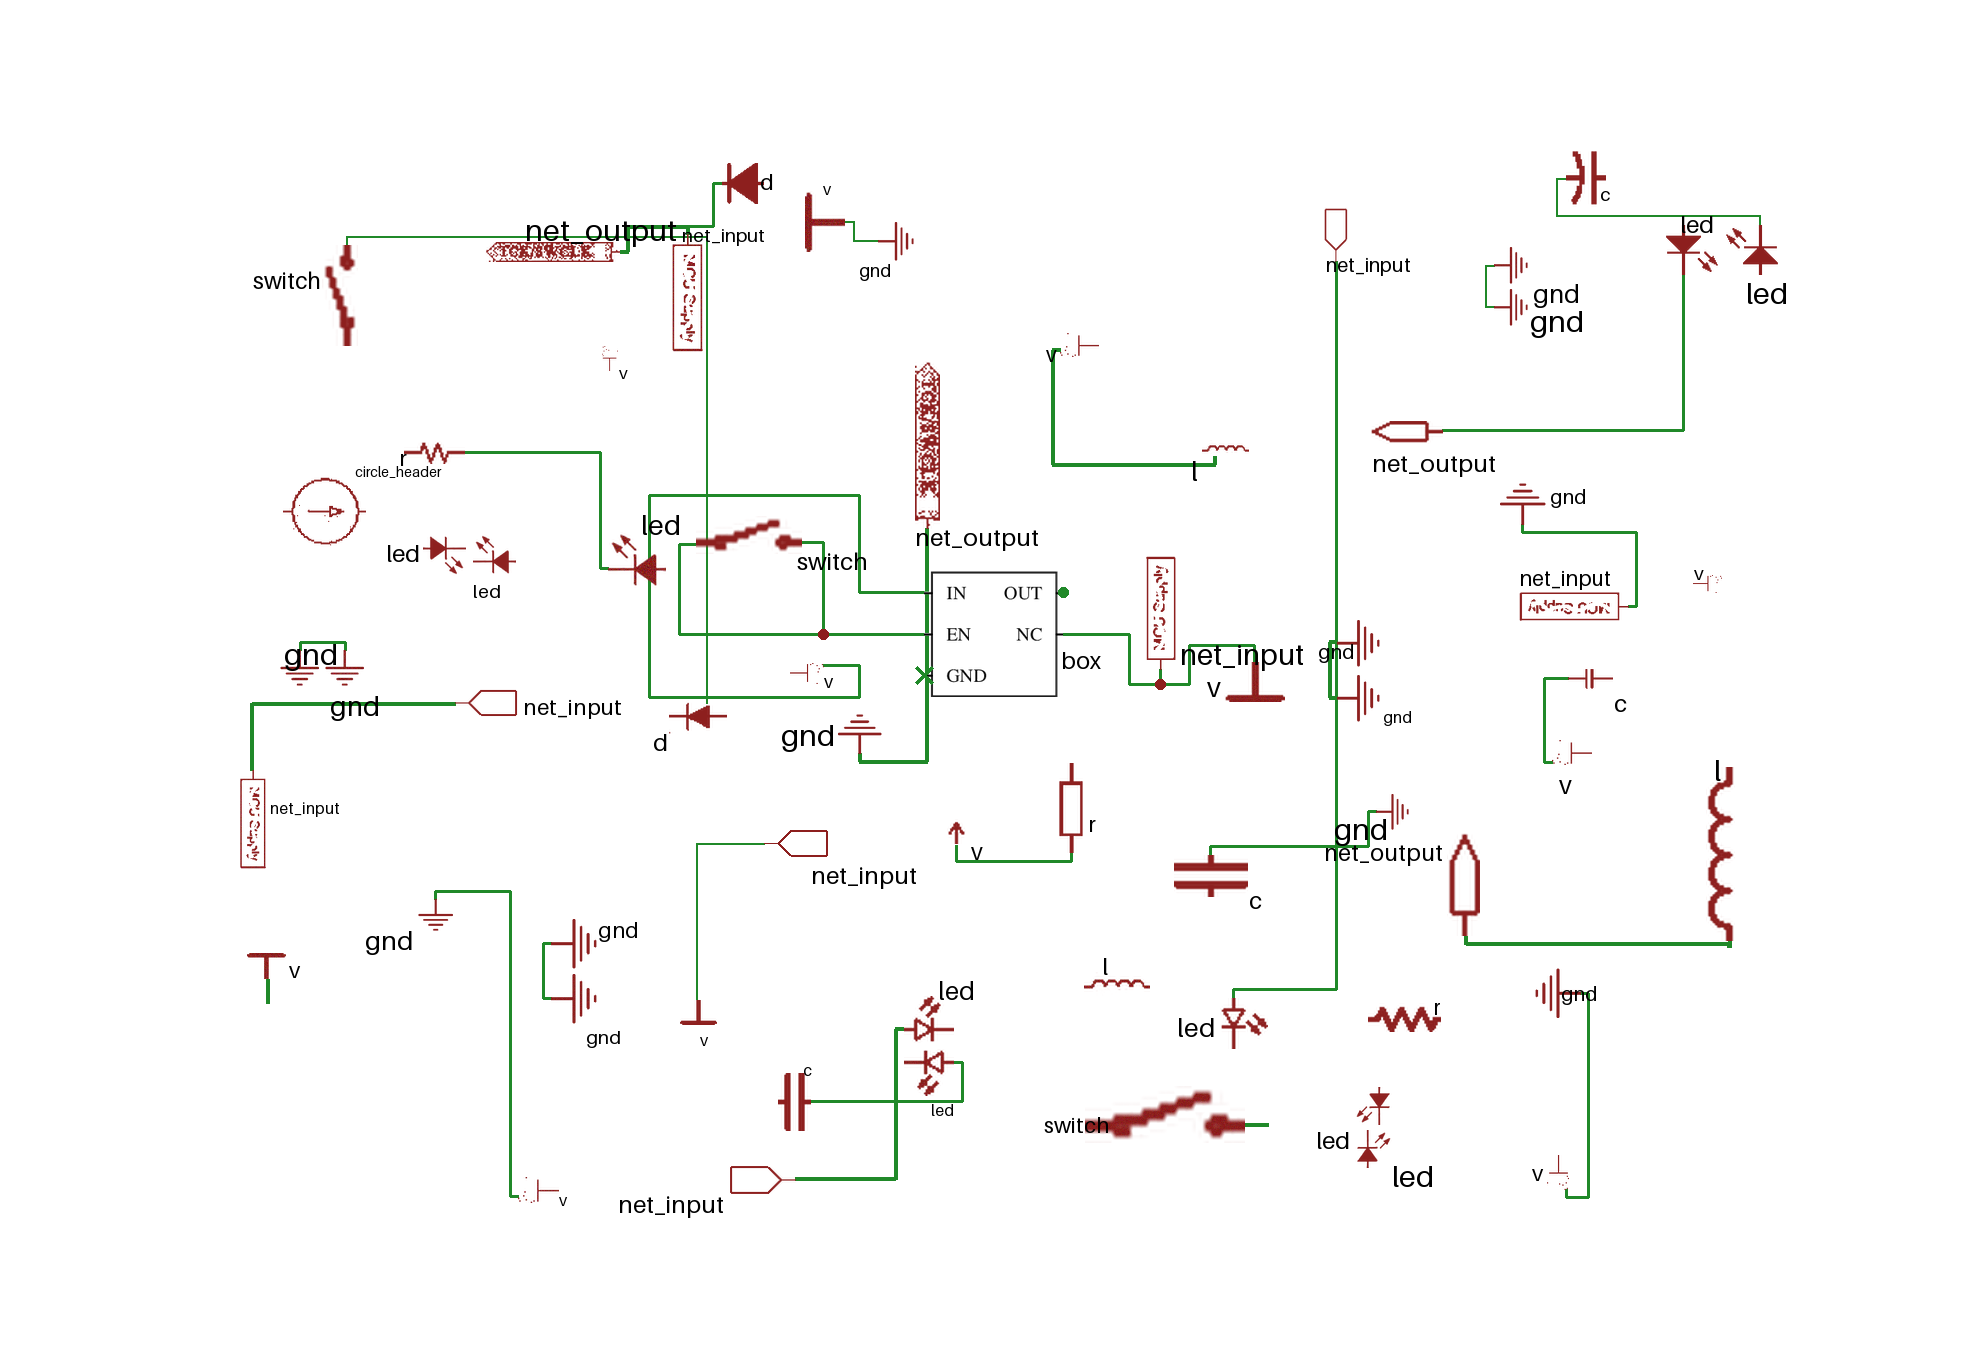 d
v
c
net_output
net_input
led
gnd
net_input
switch
led
gnd
gnd
v
v
r
circle_header
l
net_output
gnd
led
net_output
led
switch
led
IN
OUT
net_input
v
EN
NC
box
MCU Supply
net_input
gnd
gnd
GND
v
v
c
gnd
net_input
d
gnd
gnd
v
l
net_input
r
v
gnd
net_output
net_input
c
gnd
gnd
v
l
led
gnd
gnd
v
led
r
c
led
switch
led
led
v
v
net_input